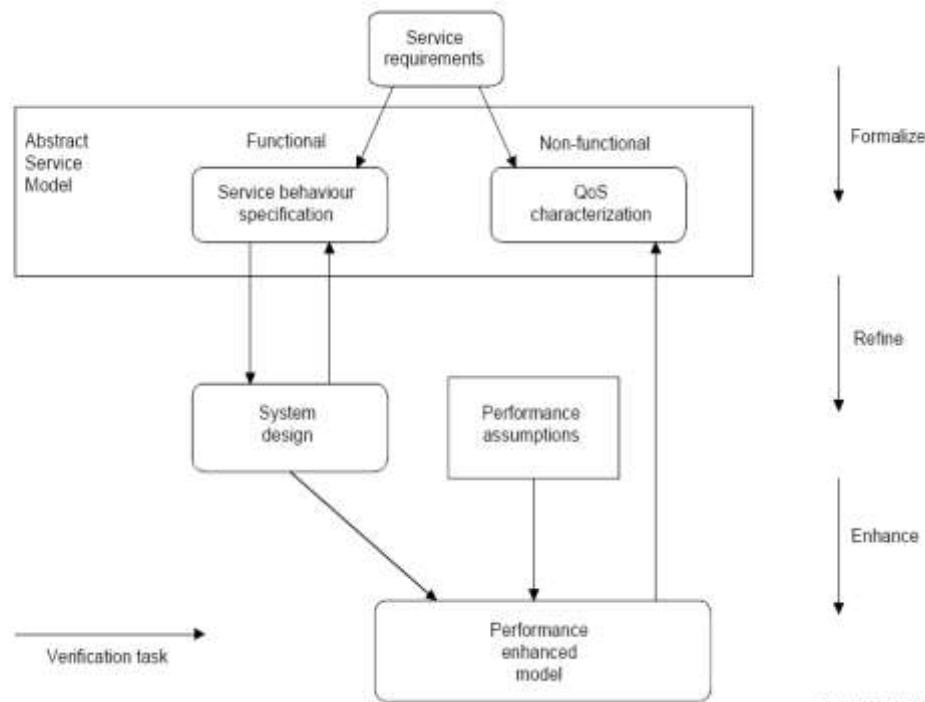 Service
requirements
Abstract
Service
Model
Functional
Non-functional
Formalize
Service behaviour
specification
QoS
characterization
Refine
System
design
Performance
assumptions
Enhance
Verification task
Performance
enhanced
model